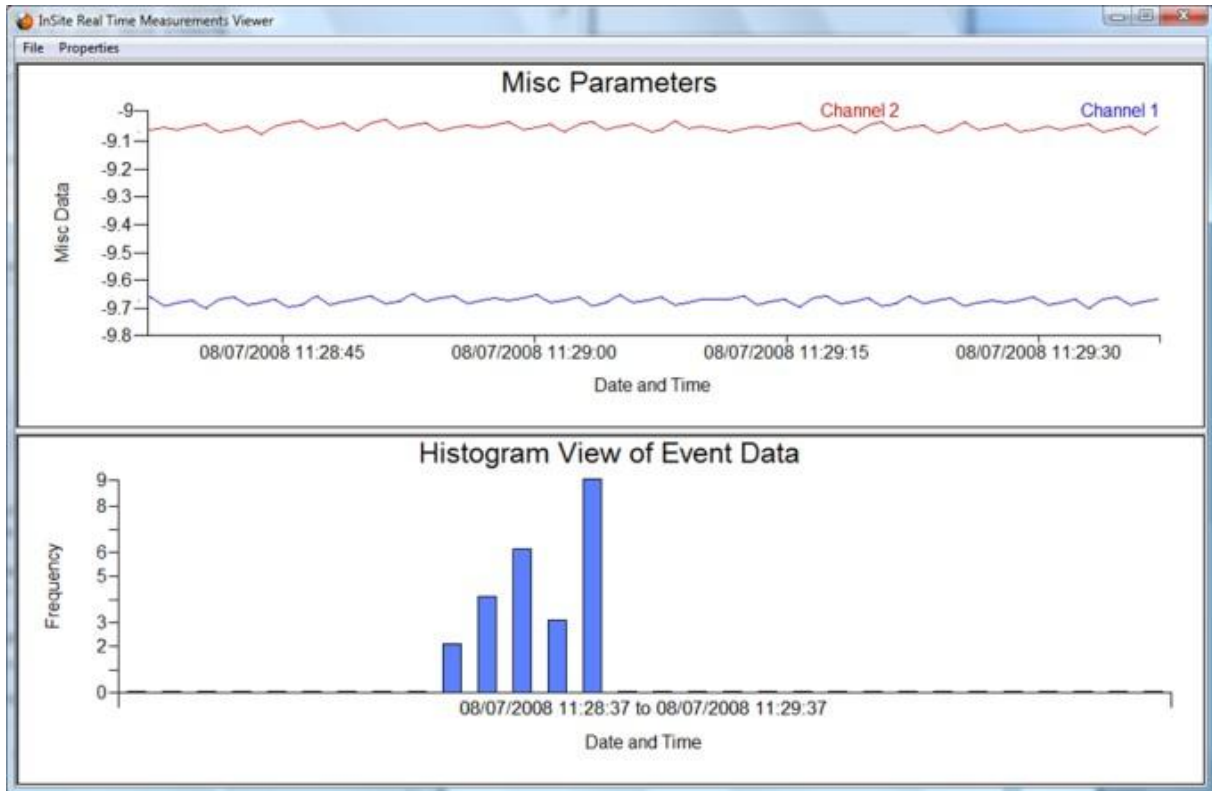 InSite Real Time Measurements Viewer
File Properties
Misc Parameters
Channel 2 Channel 1
-9
-9.1
-9.2
-9.3
-9.4
-9.5
-9.6
-9.7
-9.8
Misc Data
08/07/2008 11:28:45 08/07/2008 11:29:00 08/07/2008 11:29:15 08/07/2008 11:29:30
Date and Time
Histogram View of Event Data
9
8
6
5
3
2
0
Frequency
08/07/2008 11:28:37 to 08/07/2008 11:29:37
Date and Time